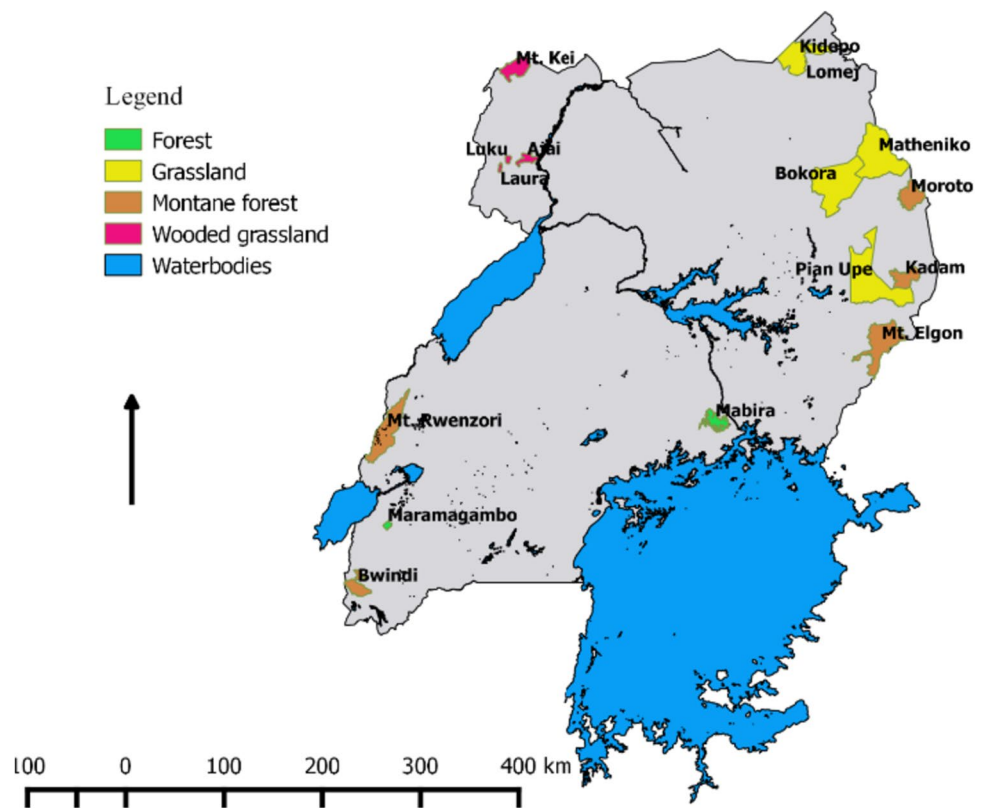 Kidepo
Mt. Kei
Lomej
Legend
Forest
Grassland
Montane forest
Wooded grassland
Waterbodies
Luku
Ajai
Laura
Matheniko
Bokora
Moroto
Pian Upe
Kadam
Mt. Elgon
Mabira
Mt. Rwenzori
Maramagambo
Bwindi
100 0 100 200 300 400 km